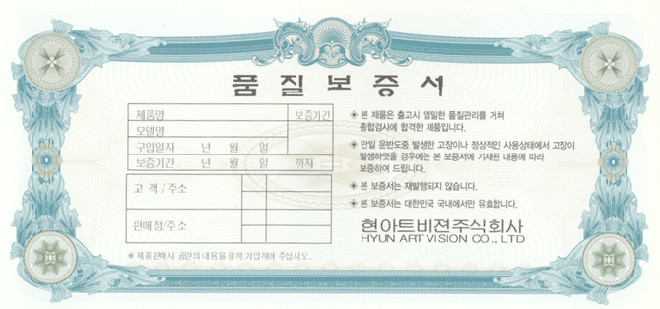 품질보증서
제품명 보증기간
모델명
구입일자 년 월 일
보증기간 년 월 일 까지
고 객 / 주소
판매점/주소
※ 제품판매시 공란의 내용을 필히 기입하여 주십시오.
◈ 본 제품은 출고시 엄밀한 품질관리를 거쳐
종합검사에 합격한 제품입니다.
◈ 만일 운반도중 발생한 고장이나 정상적인 사용상태에서 고장이
발생하엿을 경우에는 본 보증서에 기재된 내용에 따라
보증하여 드립니다.
◈ 본 보증서는 재발행되지 않습니다.
◈ 본 보증서는 대한민국 국내에서만 유효합니다.
현아트비젼주식회사
HYUN ART VISION CO., LTD